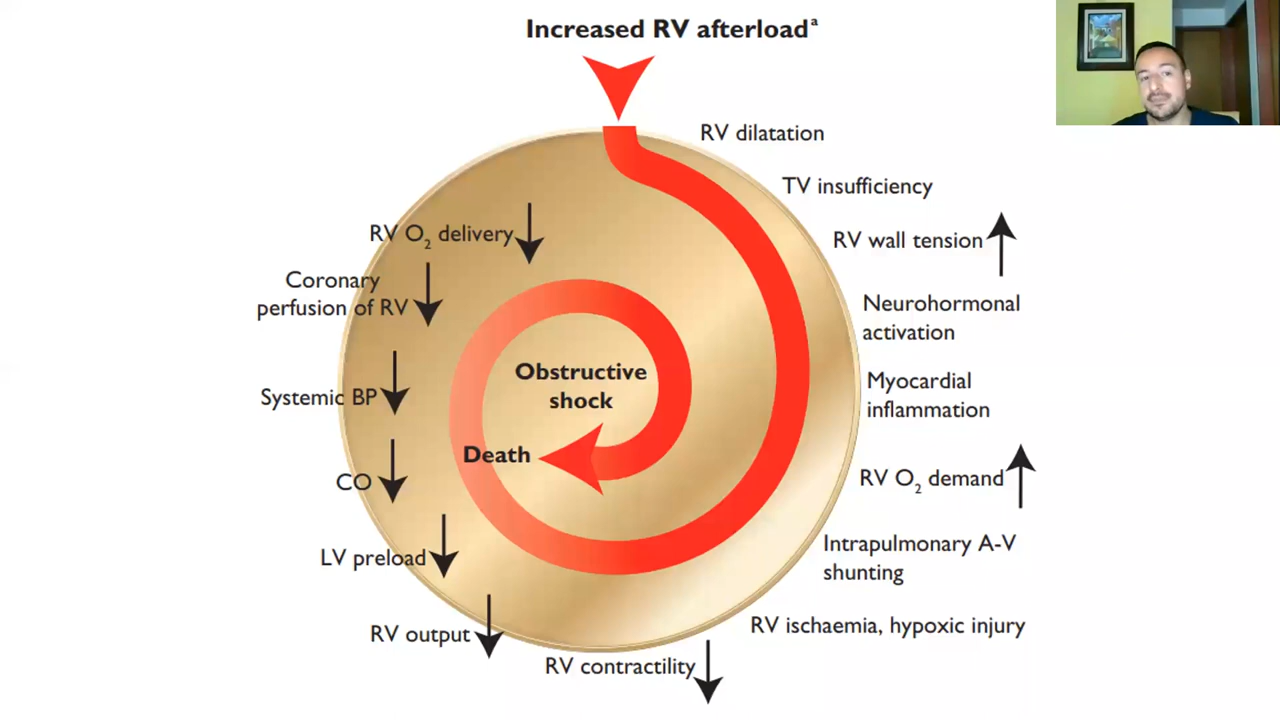 Increased RV afterloadª
RV dilatation
TV insufficiency
RV wall tension
Neurohormonal
activation
Myocardial
inflammation
RV O₂ demand
Intrapulmonary A-V
shunting
RV ischaemia, hypoxic injury
RV contractility
RV output
LV preload
CO
Systemic BP
Coronary
perfusion of RV
RV O₂ delivery
Obstructive
shock
Death